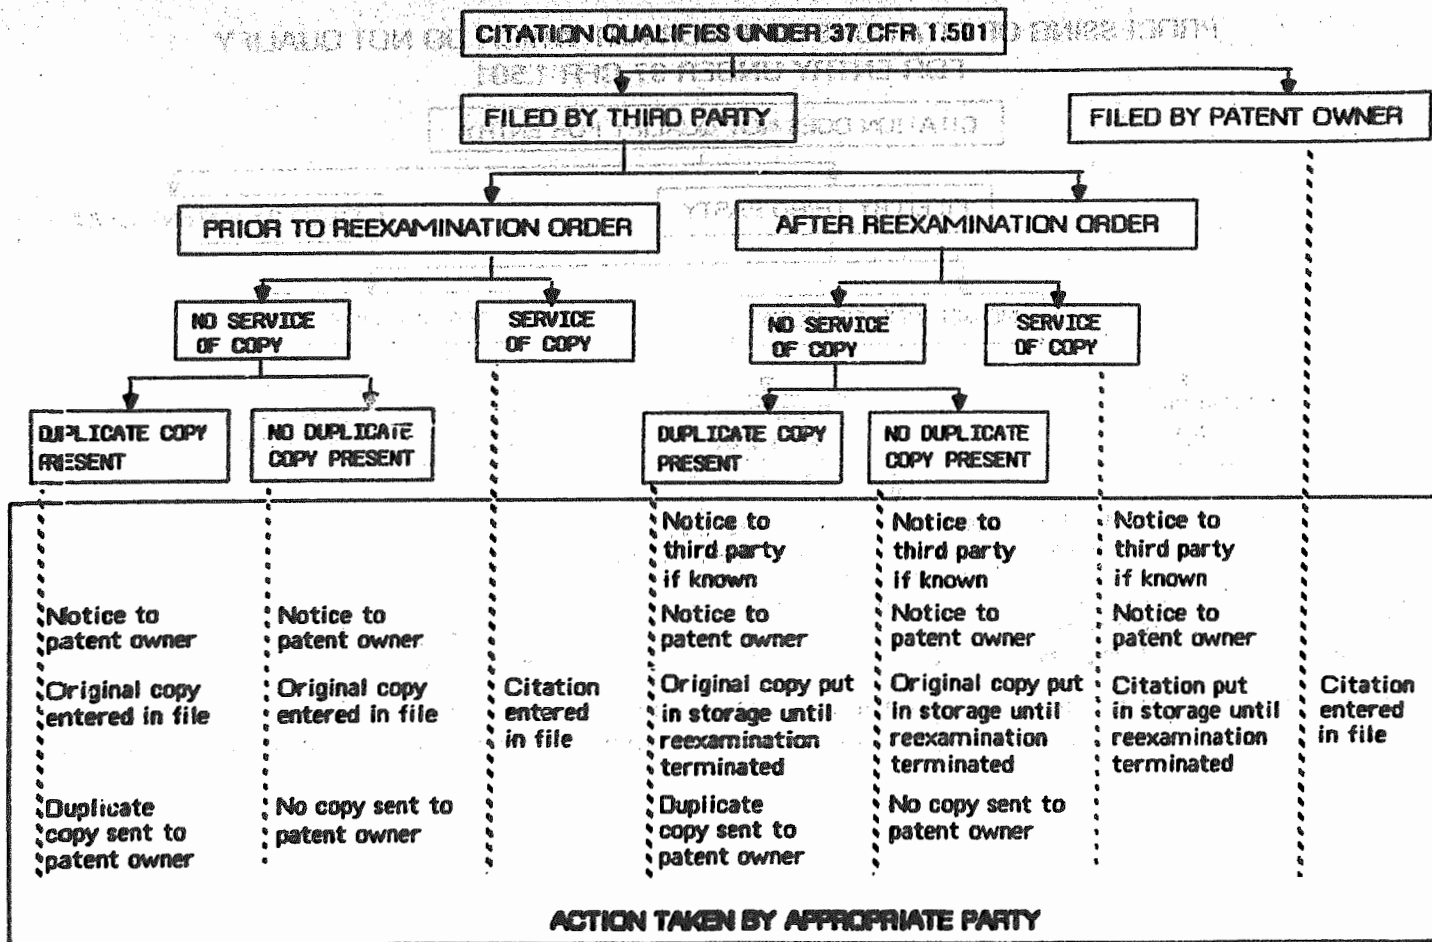 CITATION QUALIFIES UNDER 37 CFR 1.501
FILED BY THIRD PARTY
FILED BY PATENT OWNER
PRIOR TO REEXAMINATION ORDER
AFTER REEXAMINATION ORDER
NO SERVICE
OF COPY
SERVICE
OF COPY
NO SERVICE
OF COPY
SERVICE
OF COPY
DUPLICATE COPY
PRESENT
NO DUPLICATE
COPY PRESENT
DUPLICATE COPY
PRESENT
NO DUPLICATE
COPY PRESENT
Notice to
patent owner
Original copy
entered in file
Duplicate
copy sent to
patent owner
Notice to
patent owner
Original copy
entered in file
No copy sent to
patent owner
Citation
entered
in file
Notice to
third party
if known
Notice to
patent owner
Original copy put
in storage until
reexamination
terminated
Duplicate
copy sent to
patent owner
Notice to
third party
if known
Notice to
patent owner
Original copy put
in storage until
reexamination
terminated
No copy sent to
patent owner
Notice to
third party
if known
Notice to
patent owner
Citation put
in storage until
reexamination
terminated
Citation
entered
in file
ACTION TAKEN BY APPROPRIATE PARTY